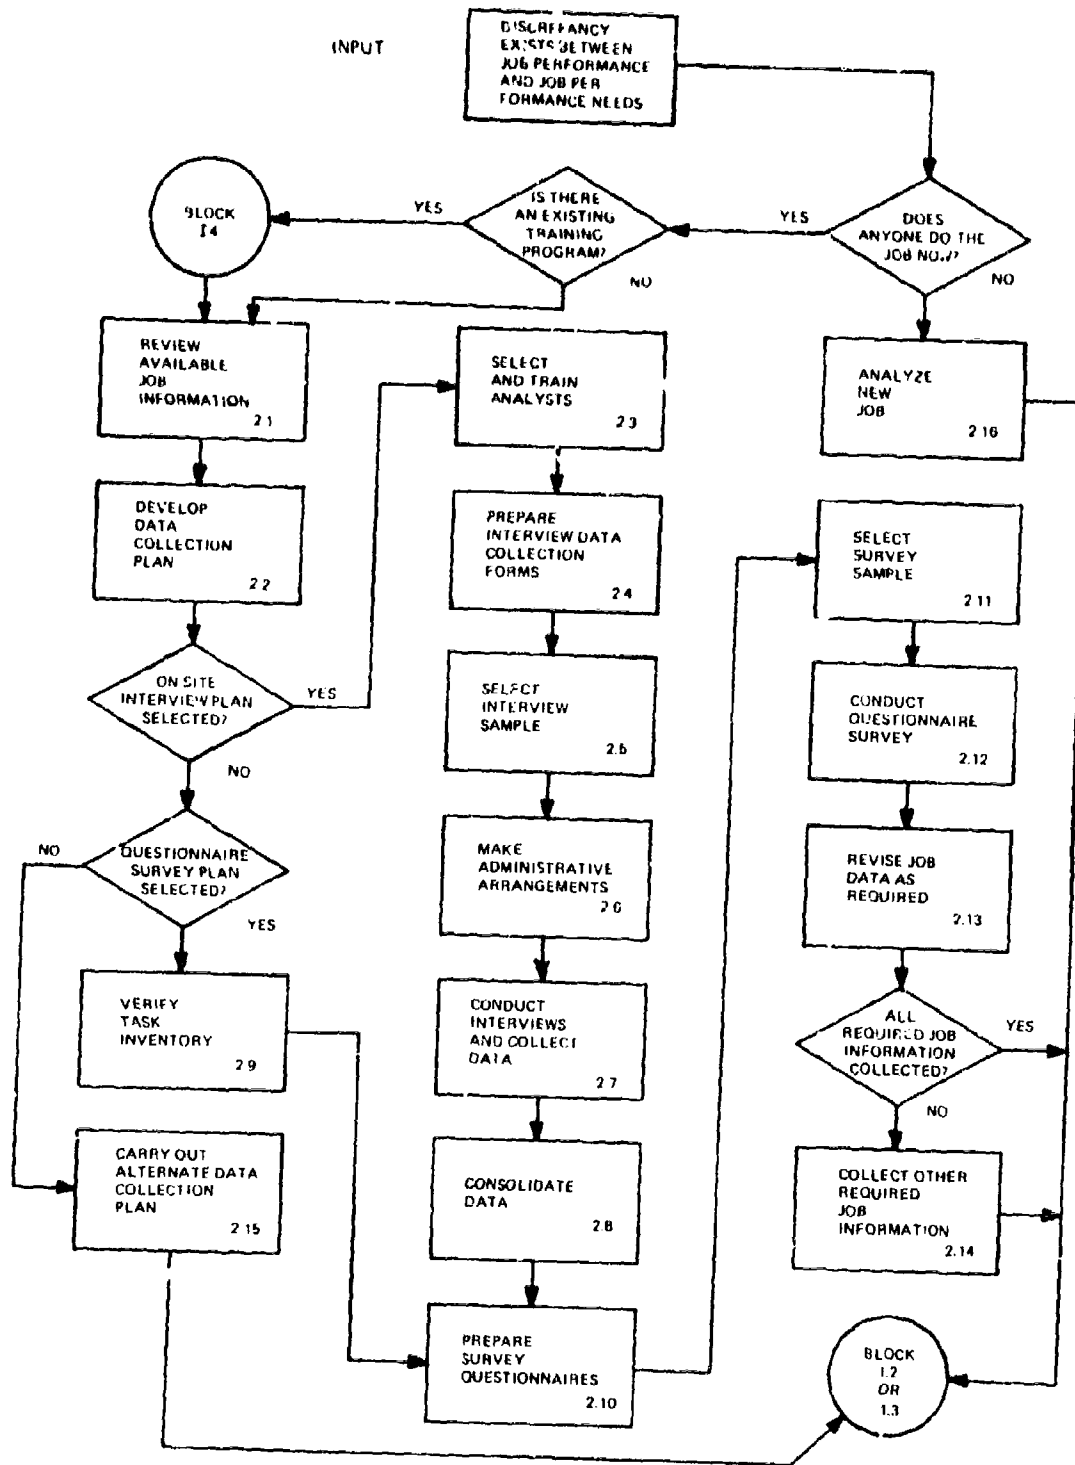 INPUT
DISCREPANCY
EXISTS BETWEEN
JOB PERFORMANCE
AND JOB PER
FORMANCE NEEDS
BLOCK
I4
YES
IS THERE
AN EXISTING
TRAINING
PROGRAM?
NO
YES
DOES
ANYONE DO THE
JOB NOW?
NO
REVIEW
AVAILABLE
JOB
INFORMATION
2 1
SELECT
AND TRAIN
ANALYSTS
2 3
ANALYZE
NEW
JOB
2 16
DEVELOP
DATA
COLLECTION
PLAN
2 2
PREPARE
INTERVIEW DATA
COLLECTION
FORMS
2 4
SELECT
SURVEY
SAMPLE
2.11
ON SITE
INTERVIEW PLAN
SELECTED?
YES
NO
SELECT
INTERVIEW
SAMPLE
2.5
CONDUCT
QUESTIONNAIRE
SURVEY
2.12
NO
QUESTIONNAIRE
SURVEY PLAN
SELECTED?
YES
MAKE
ADMINISTRATIVE
ARRANGEMENTS
2 6
REVISE JOB
DATA AS
REQUIRED
2.13
VERIFY
TASK
INVENTORY
2 9
CONDUCT
INTERVIEWS
AND COLLECT
DATA
2 7
ALL
REQUIRED JOB
INFORMATION
COLLECTED?
YES
NO
CARRY OUT
ALTERNATE DATA
COLLECTION
PLAN
2 15
CONSOLIDATE
DATA
2.8
COLLECT OTHER
REQUIRED
JOB
INFORMATION
2.14
PREPARE
SURVEY
QUESTIONNAIRES
2.10
BLOCK
I.2
OR
1.3